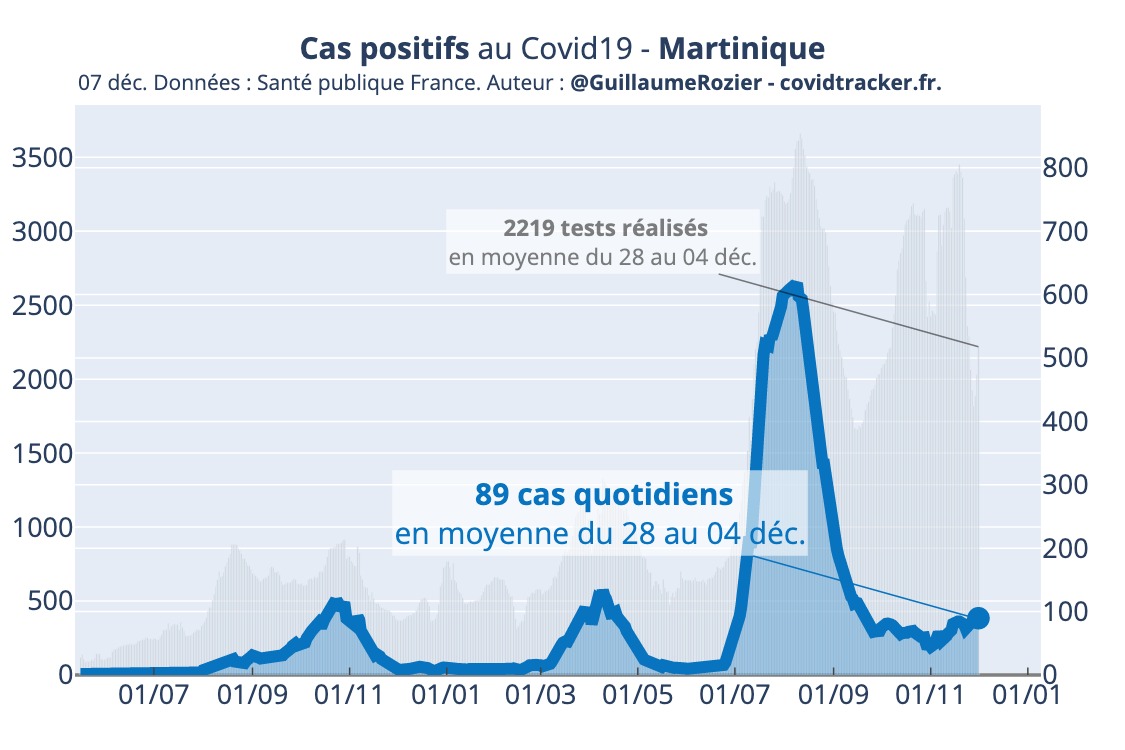 Cas positifs au Covid19 - Martinique
07 déc. Données : Santé publique France. Auteur : @GuillaumeRozier - covidtracker.fr.
3500
3000
2500
2000
1500
1000
500
0
800
700
600
500
400
300
200
100
0
2219 tests réalisés
en moyenne du 28 au 04 déc.
89 cas quotidiens
en moyenne du 28 au 04 déc.
01/07 01/09 01/11 01/01 01/03 01/05 01/07 01/09 01/11 01/01